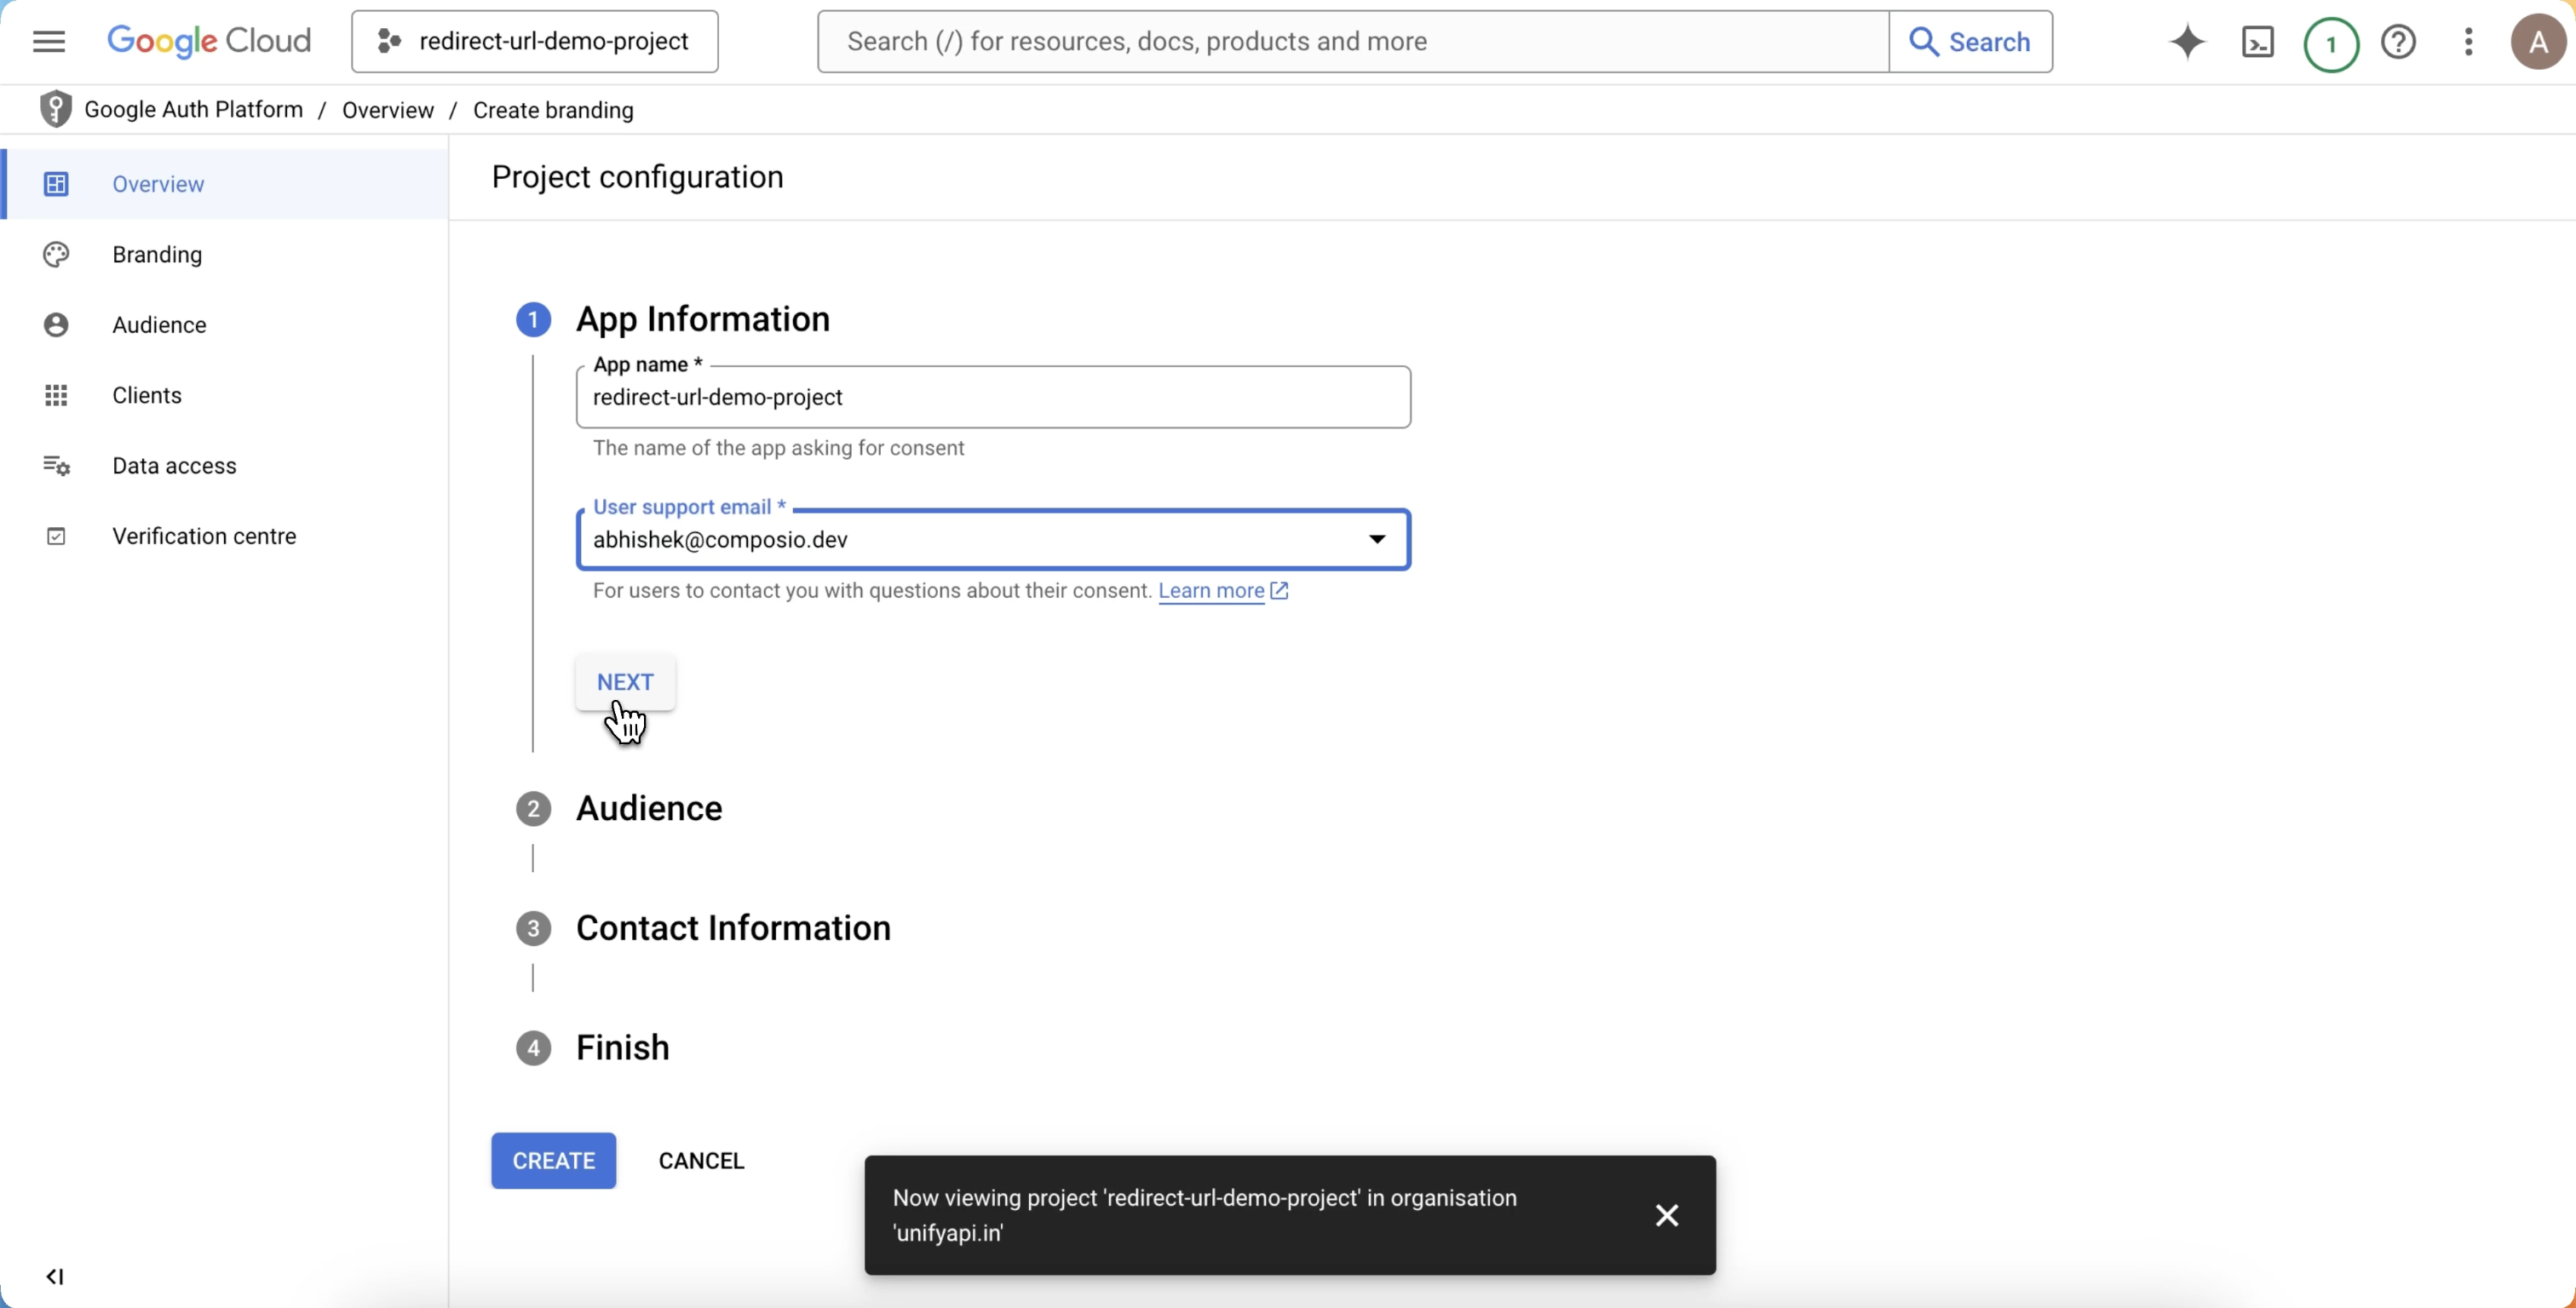 Google Cloud
redirect-url-demo-project
Search (/) for resources, docs, products and more
Search
1
A
Google Auth Platform / Overview / Create branding
Overview
Branding
Audience
Clients
Data access
Verification centre
Project configuration
1 App Information
App name *
redirect-url-demo-project
The name of the app asking for consent
User support email *
abhishek@composio.dev
For users to contact you with questions about their consent. Learn more
NEXT
2 Audience
3 Contact Information
4 Finish
CREATE CANCEL
Now viewing project 'redirect-url-demo-project' in organisation
'unifyapi.in'